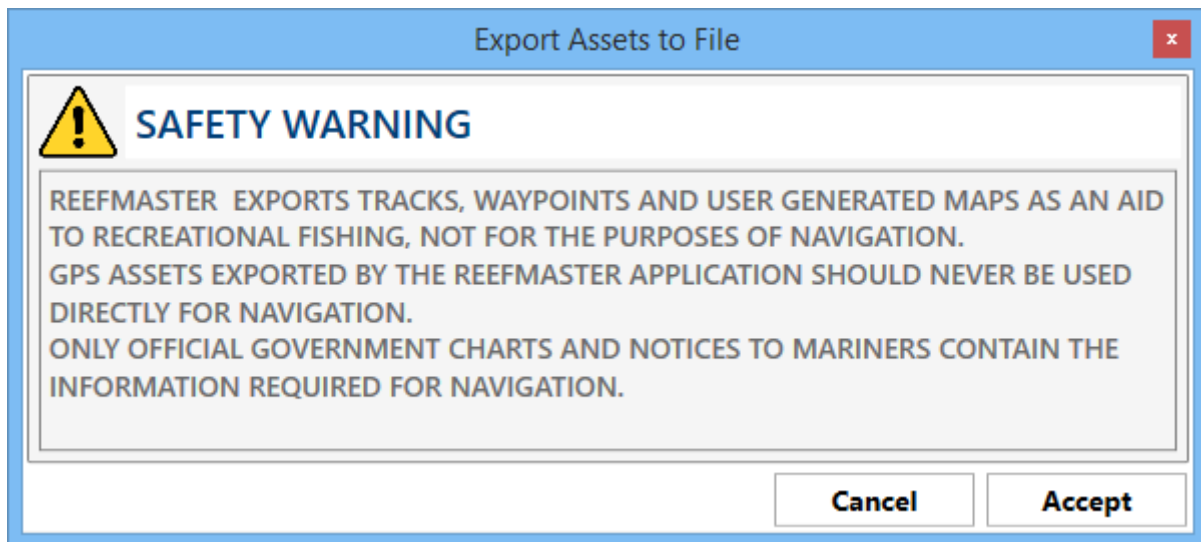 Export Assets to File
x
SAFETY WARNING
REEFMASTER  EXPORTS TRACKS, WAYPOINTS AND USER GENERATED MAPS AS AN AID
TO RECREATIONAL FISHING, NOT FOR THE PURPOSES OF NAVIGATION.
GPS ASSETS EXPORTED BY THE REEFMASTER APPLICATION SHOULD NEVER BE USED
DIRECTLY FOR NAVIGATION.
ONLY OFFICIAL GOVERNMENT CHARTS AND NOTICES TO MARINERS CONTAIN THE
INFORMATION REQUIRED FOR NAVIGATION.
Cancel Accept